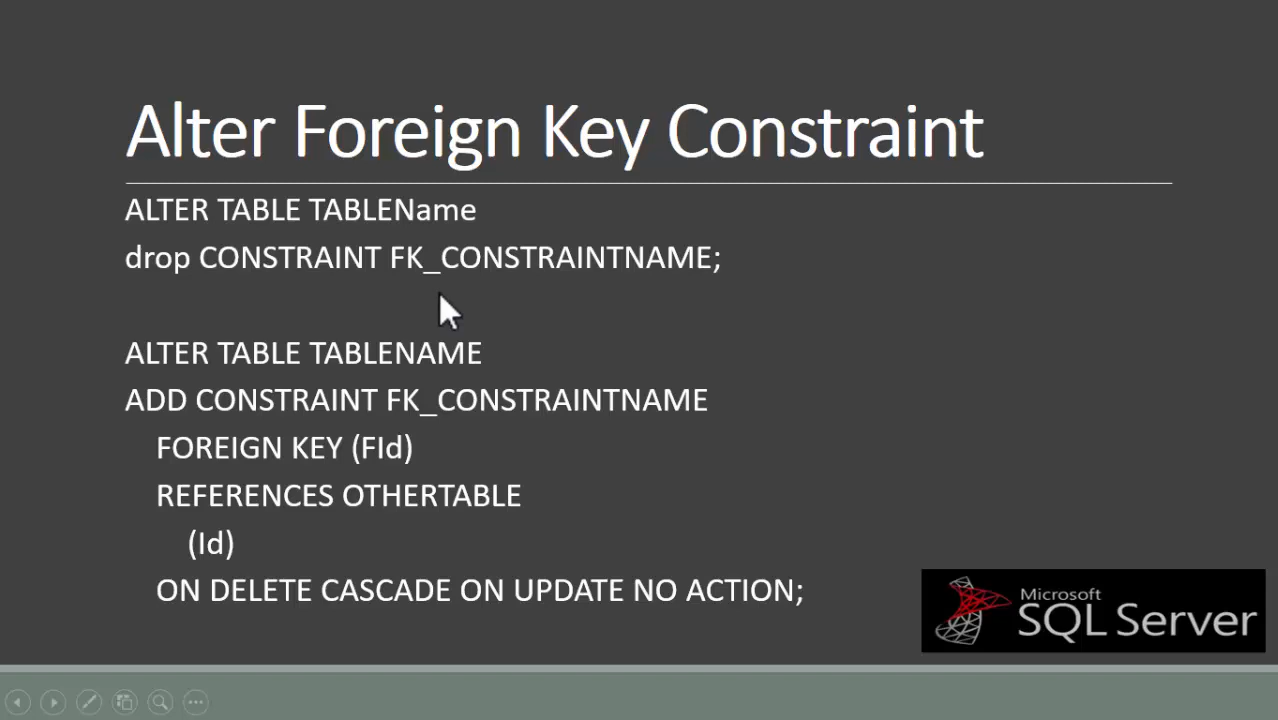 Alter Foreign Key Constraint
ALTER TABLE TABLEName
drop CONSTRAINT FK_CONSTRAINTNAME;
ALTER TABLE TABLENAME
ADD CONSTRAINT FK_CONSTRAINTNAME
FOREIGN KEY (FId)
REFERENCES OTHERTABLE
(Id)
ON DELETE CASCADE ON UPDATE NO ACTION;
Microsoft
SQL Server